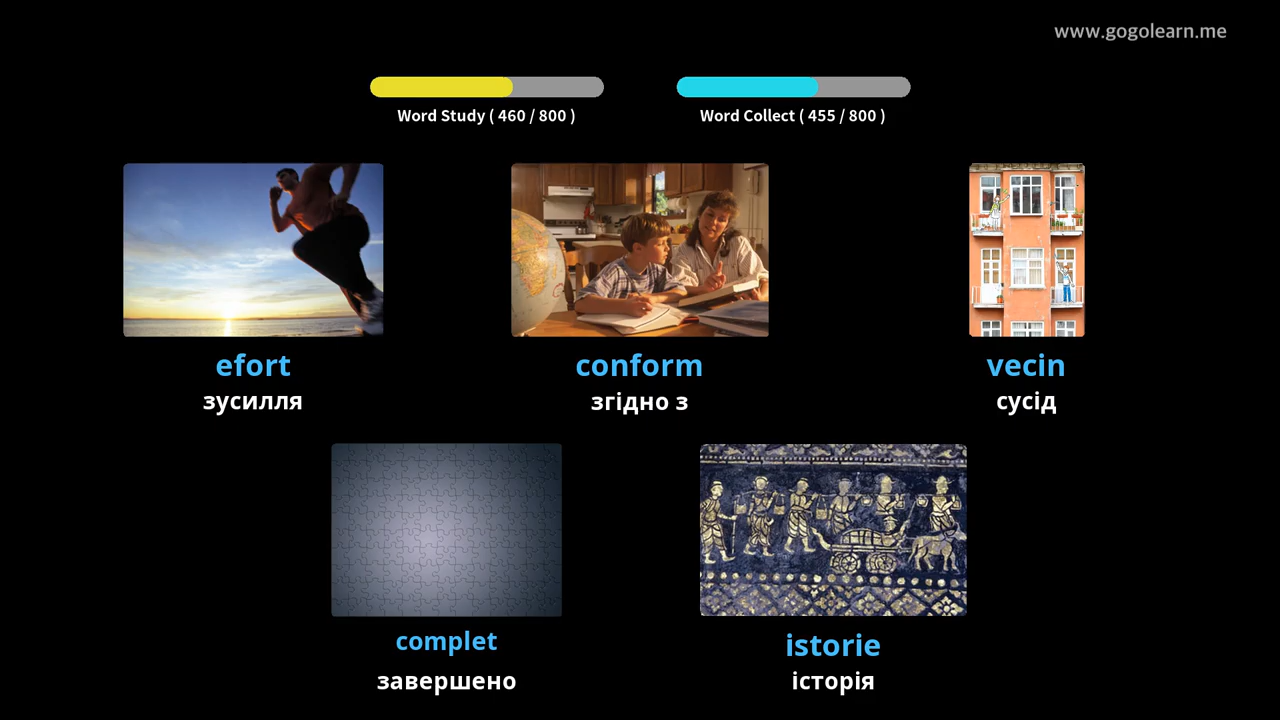 www.gogolearn.me
Word Study ( 460 / 800 )
Word Collect ( 455 / 800 )
efort
зусилля
conform
згідно з
vecin
сусід
complet
завершено
istorie
історія